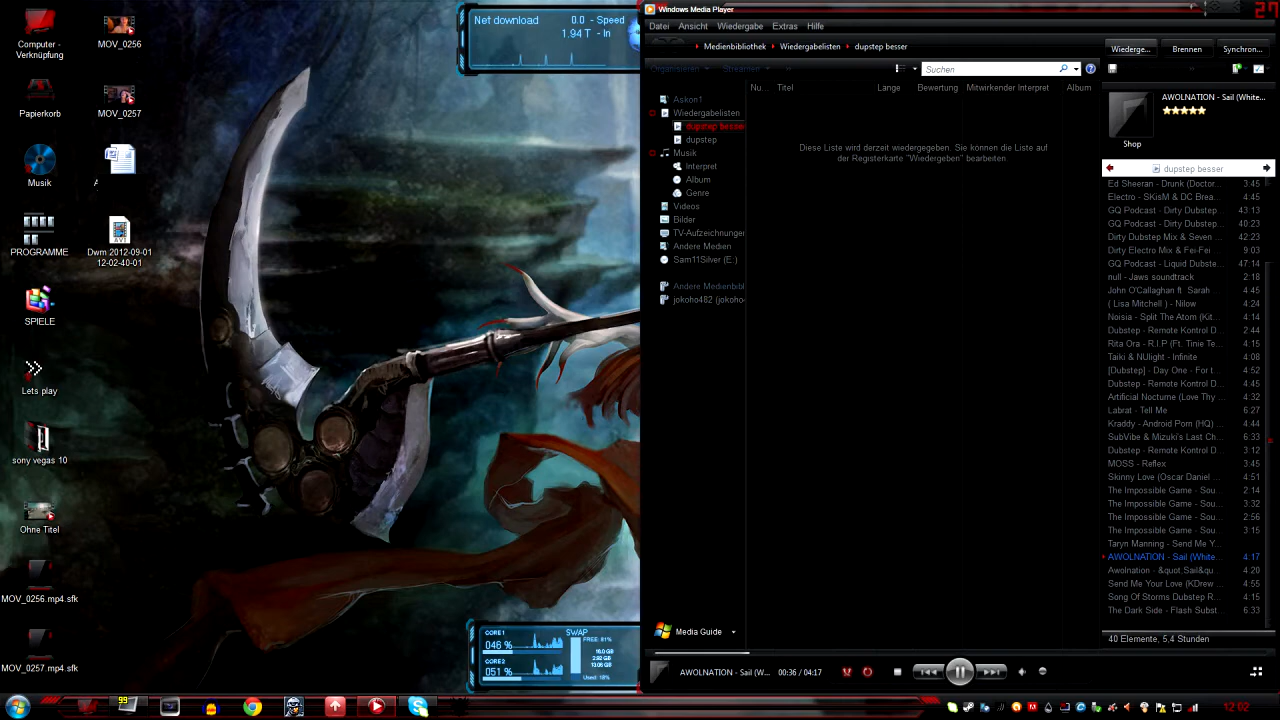 Computer - Verknüpfung
MOV_0256
Papierkorb
MOV_0257
Musik
PROGRAMME
Dwm 2012-09-01 12-02-40-01
SPIELE
Lets play
sony vegas 10
Ohne Titel
MOV_0256 mp4.sfk
MOV_0257 mp4.sfk
Net download 0.0 - Speed
1.94 T - In
CORE 1
046 %
CORE2
051 %
SWAP
FREE: 81%
Used: 19%
Windows Media Player
27
Datei Ansicht Wiedergabe Extras Hilfe
Medienbibliothek Wiedergabelisten dupstep besser
Wiederge... Brennen Synchron...
Organisieren Streamen »
Suchen
Nu... Titel Länge Bewertung Mitwirkender Interpret Album
Askon1
Wiedergabelisten
dupstep besser
dupstep
Musik
Interpret
Album
Genre
Videos
Bilder
TV-Aufzeichnungen
Andere Medien
Sam11Silver (E:)
Andere Medienbibl
jokoho482 (jokoho-
Diese Liste wird derzeit wiedergegeben. Sie können die Liste auf
der Registerkarte "Wiedergeben" bearbeiten.
AWOLNATION - Sail (White...
Shop
dupstep besser
Ed Sheeran - Drunk (Doctor... 3:45
Electro - SKisM & DC Brea... 4:45
GQ Podcast - Dirty Dubstep... 43:13
GQ Podcast - Dirty Dubstep... 40:23
Dirty Dubstep Mix & Seven ... 42:23
Dirty Electro Mix & Fei-Fei ... 9:03
GQ Podcast - Liquid Dubste... 47:14
null - Jaws soundtrack 2:18
John O'Callaghan ft. Sarah ... 4:45
( Lisa Mitchell ) - Nilow 4:24
Noisia - Split The Atom (Kit... 4:14
Dubstep - Remote Kontrol D... 2:44
Rita Ora - R.I.P (Ft. Tinie Te... 4:15
Taiki & NUlight - Infinite 4:08
[Dubstep] - Day One - For t... 4:52
Dubstep - Remote Kontrol D... 4:45
Artificial Nocturne (Love Thy ... 4:32
Labrat - Tell Me 6:27
Kraddy - Android Porn (HQ) ... 4:44
SubVibe & Mizuki's Last Ch... 6:33
Dubstep - Remote Kontrol D... 3:12
MOSS - Reflex 3:45
Skinny Love (Oscar Daniel ... 4:51
The Impossible Game - Sou... 2:14
The Impossible Game - Sou... 3:32
The Impossible Game - Sou... 2:56
The Impossible Game - Sou... 3:15
Taryn Manning - Send Me Y...
AWOLNATION - Sail (White... 4:17
Awolnation - &quot;Sail&qu... 4:20
Send Me Your Love (KDrew ... 4:55
Song Of Storms Dubstep R... 4:15
The Dark Side - Flash Subst... 6:33
40 Elemente, 5,4 Stunden
Media Guide
AWOLNATION - Sail (W... 00:36 / 04:17
99
12:02